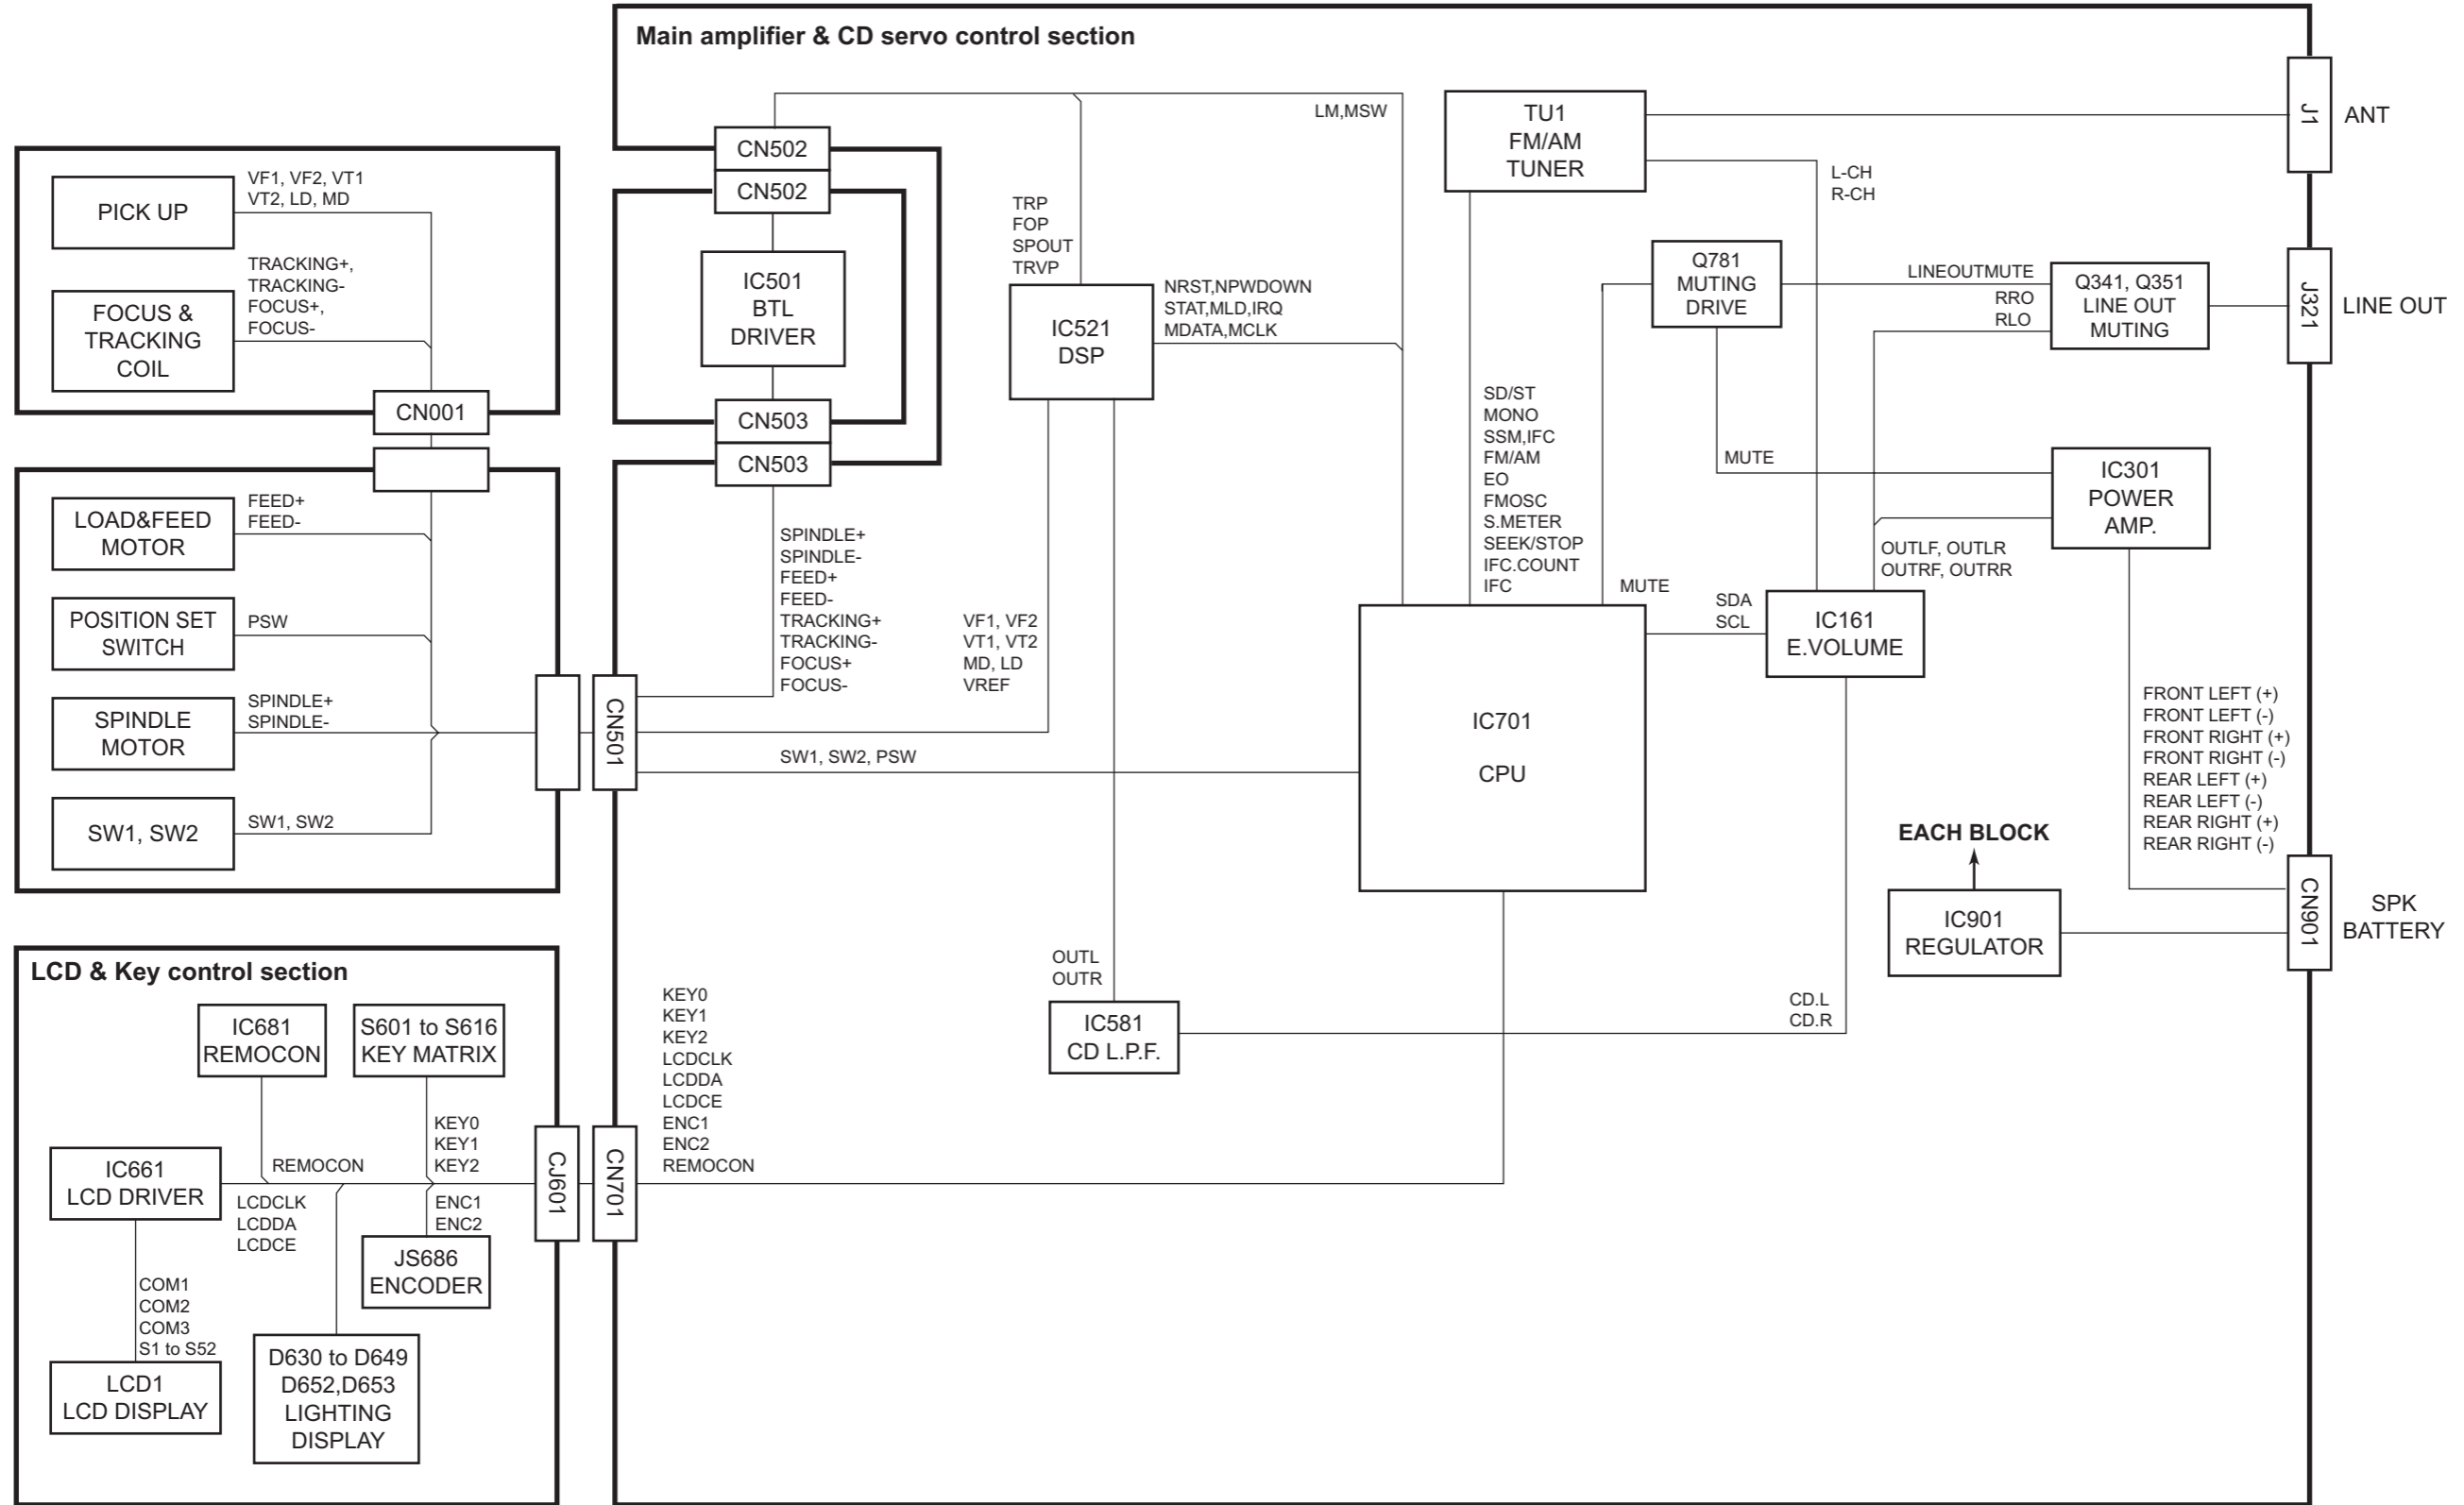 Main amplifier & CD servo control section
CN502
CN502
IC501
BTL
DRIVER
CN503
CN503
LM,MSW
TRP
FOP
SPOUT
TRVP
IC521
DSP
NRST,NPWDOWN
STAT,MLD,IRQ
MDATA,MCLK
TU1
FM/AM
TUNER
J1
ANT
L-CH
R-CH
Q781
MUTING
DRIVE
LINEOUTMUTE
RRO
RLO
Q341, Q351
LINE OUT
MUTING
J321
LINE OUT
PICK UP
VF1, VF2, VT1
VT2, LD, MD
FOCUS &
TRACKING
COIL
TRACKING+,
TRACKING-
FOCUS+,
FOCUS-
CN001
LOAD&FEED
MOTOR
FEED+
FEED-
POSITION SET
SWITCH
PSW
SPINDLE
MOTOR
SPINDLE+
SPINDLE-
SW1, SW2
SW1, SW2
CN501
SPINDLE+
SPINDLE-
FEED+
FEED-
TRACKING+
TRACKING-
FOCUS+
FOCUS-
VF1, VF2
VT1, VT2
MD, LD
VREF
SW1, SW2, PSW
SD/ST
MONO
SSM,IFC
FM/AM
EO
FMOSC
S.METER
SEEK/STOP
IFC.COUNT
IFC
MUTE
MUTE
IC301
POWER
AMP.
OUTLF, OUTLR
OUTRF, OUTRR
SDA
SCL
IC161
E.VOLUME
IC701
CPU
FRONT LEFT (+)
FRONT LEFT (-)
FRONT RIGHT (+)
FRONT RIGHT (-)
REAR LEFT (+)
REAR LEFT (-)
REAR RIGHT (+)
REAR RIGHT (-)
EACH BLOCK
IC901
REGULATOR
CN901
SPK
BATTERY
OUTL
OUTR
IC581
CD L.P.F.
CD.L
CD.R
LCD & Key control section
IC681
REMOCON
S601 to S616
KEY MATRIX
KEY0
KEY1
KEY2
IC661
LCD DRIVER
REMOCON
LCDCLK
LCDDA
LCDCE
ENC1
ENC2
JS686
ENCODER
COM1
COM2
COM3
S1 to S52
LCD1
LCD DISPLAY
D630 to D649
D652,D653
LIGHTING
DISPLAY
CJ601
CN701
KEY0
KEY1
KEY2
LCDCLK
LCDDA
LCDCE
ENC1
ENC2
REMOCON